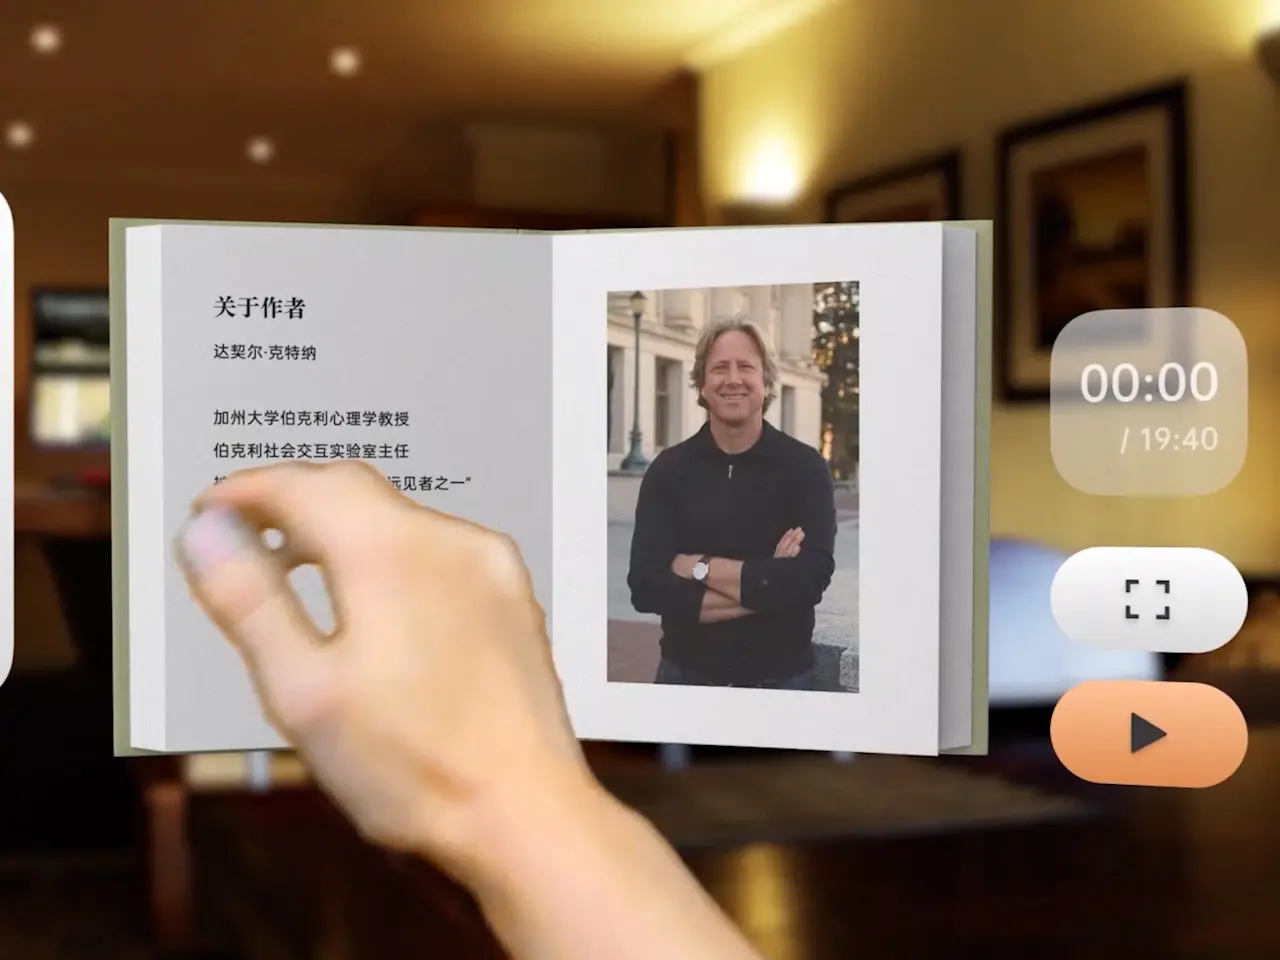 关于作者
达契尔·克特纳
加州大学伯克利心理学教授
伯克利社会交互实验室主任
远见者之一”
00:00
/ 19:40